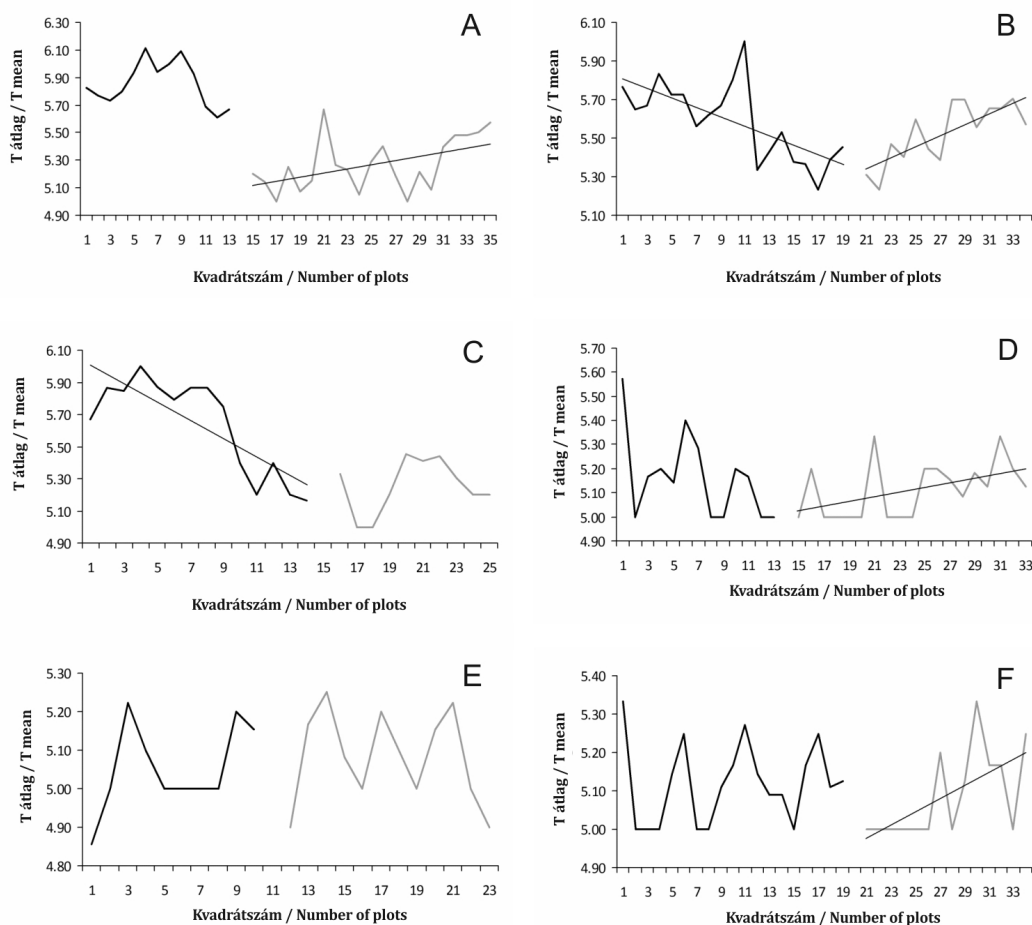 A
T átlag / T mean
6.30
6.10
5.90
5.70
5.50
5.30
5.10
4.90
1 3 5 7 9 11 13 15 17 19 21 23 25 27 29 31 33 35
Kvadrátszám / Number of plots
B
T átlag / T mean
6.10
5.90
5.70
5.50
5.30
5.10
1 3 5 7 9 11 13 15 17 19 21 23 25 27 29 31 33
Kvadrátszám / Number of plots
C
T átlag / T mean
6.10
5.90
5.70
5.50
5.30
5.10
4.90
1 3 5 7 9 11 13 15 17 19 21 23 25
Kvadrátszám / Number of plots
D
T átlag / T mean
5.70
5.60
5.50
5.40
5.30
5.20
5.10
5.00
4.90
1 3 5 7 9 11 13 15 17 19 21 23 25 27 29 31 33
Kvadrátszám / Number of plots
E
T átlag / T mean
5.30
5.20
5.10
5.00
4.90
4.80
1 3 5 7 9 11 13 15 17 19 21 23
Kvadrátszám / Number of plots
F
T átlag / T mean
5.40
5.30
5.20
5.10
5.00
4.90
1 3 5 7 9 11 13 15 17 19 21 23 25 27 29 31 33
Kvadrátszám / Number of plots